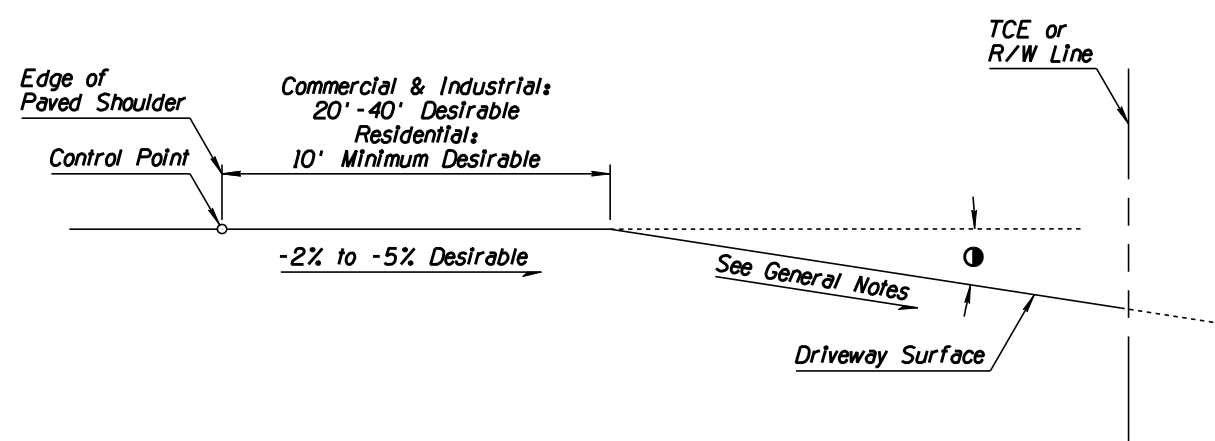 TCE or
R/W Line
Edge of
Paved Shoulder
Commercial & Industrial:
20'-40' Desirable
Residential:
10' Minimum Desirable
Control Point
-2% to -5% Desirable
See General Notes
Driveway Surface